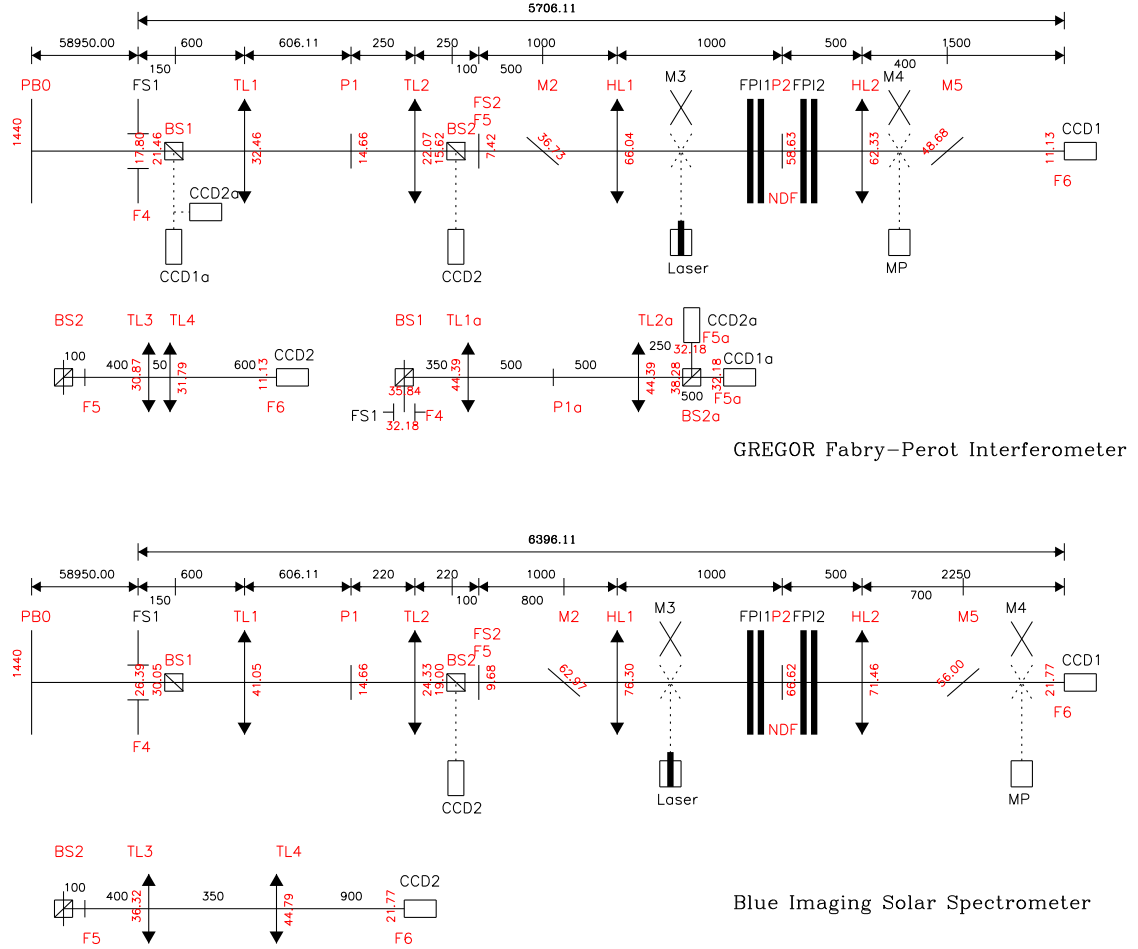 5706.11
58950.00 600 606.11 250 250 1000 1000 500 1500
150 100 500 400
PB0 FS1 TL1 P1 TL2 FS2 M2 HL1 M3 FPI1 P2 FPI2 HL2 M4 M5
F5
1440 BS1 BS2 CCD1
17.80 21.46 32.46 14.66 22.07 15.62 7.42 36.73 66.04 58.63 62.33 48.68 11.13
F4 CCD2a NDF F6
CCD1a CCD2 Laser MP
BS2 TL3 TL4 BS1 TL1a TL2a CCD2a
F5a
100 400 50 600 CCD2 350 500 500 250 32.18 CCD1a
30.87 31.79 11.13 35.84 44.39 44.39 38.28 32.18
F5 F6 FS1 F4 P1a 500 F5a
32.18 BS2a
GREGOR Fabry-Perot Interferometer
6396.11
58950.00 600 606.11 220 220 1000 1000 500 2250
150 100 800 700
PB0 FS1 TL1 P1 TL2 FS2 M2 HL1 M3 FPI1 P2 FPI2 HL2 M5 M4
F5
1440 BS1 BS2 CCD1
26.39 30.05 41.05 14.66 24.33 19.00 9.68 62.97 76.30 66.62 71.46 56.00 21.77
F4 NDF F6
CCD2 Laser MP
BS2 TL3 TL4
100 400 350 900 CCD2
36.32 44.79 21.77
F5 F6
Blue Imaging Solar Spectrometer